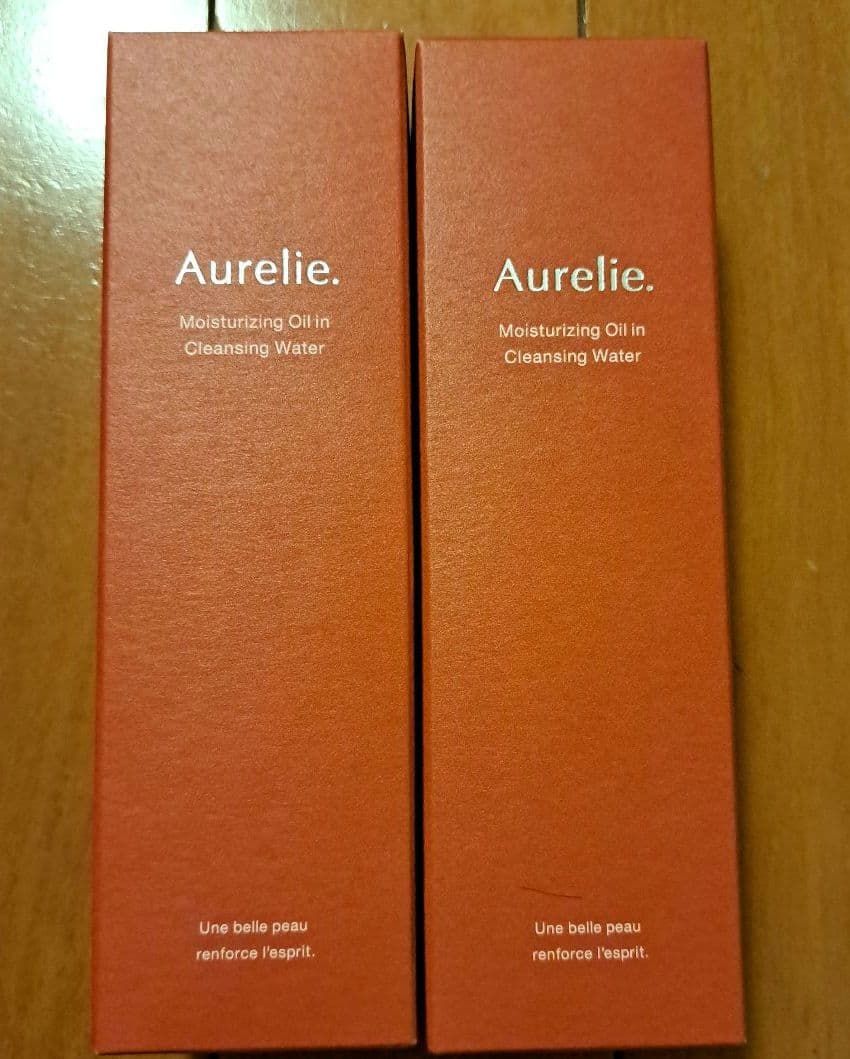 Aurelie.
Moisturizing Oil in
Cleansing Water
Une belle peau
renforce l'esprit.
Aurelie.
Moisturizing Oil in
Cleansing Water
Une belle peau
renforce l'esprit.